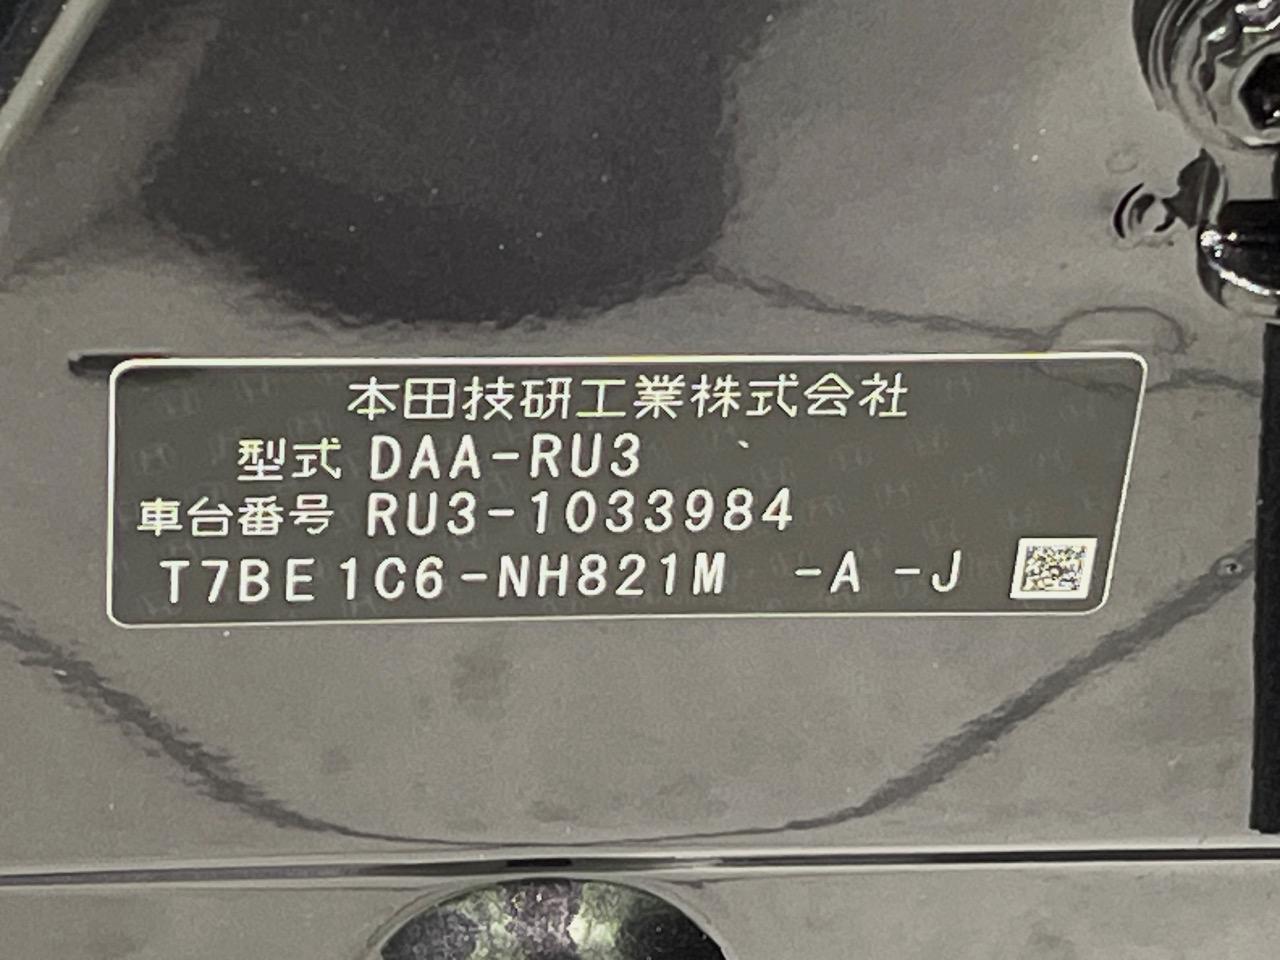 本田技研工業株式会社
型式 DAA-RU3
車台番号 RU3-1033984
T7BE1C6-NH821M -A -J